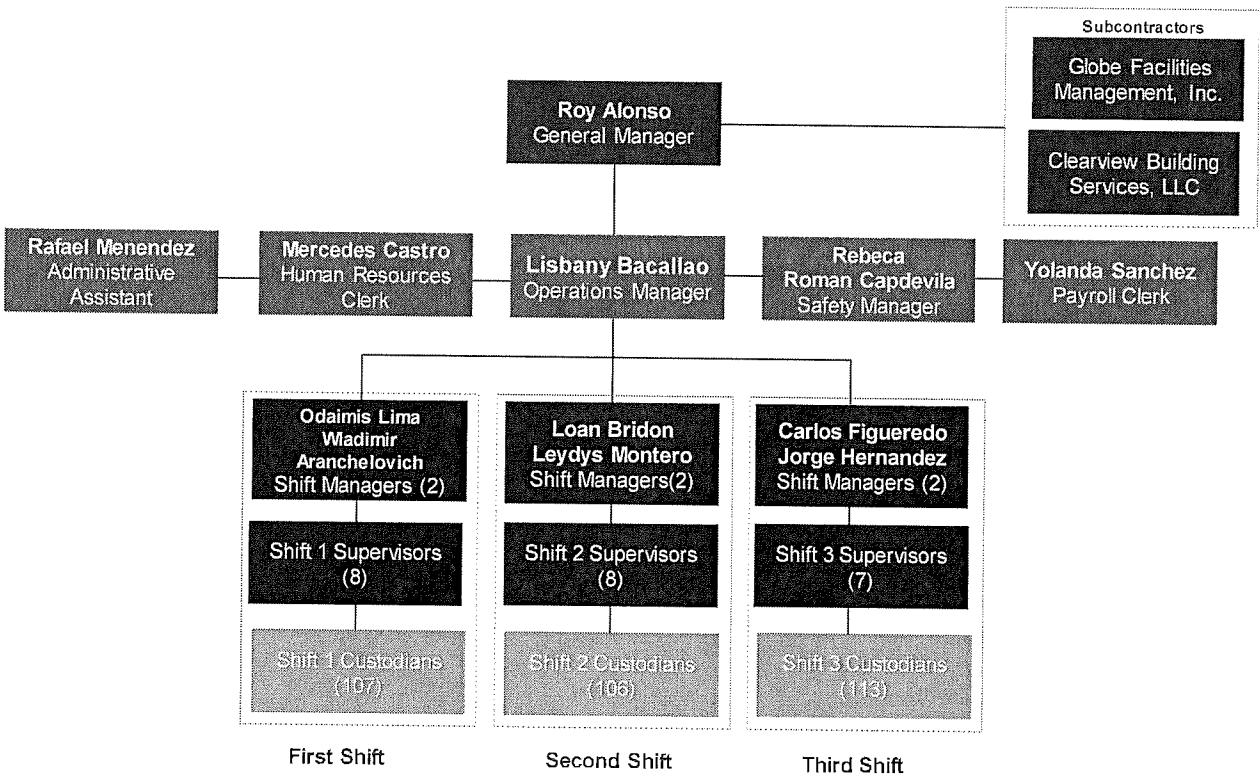 Subcontractors
Globe Facilities
Management, Inc.
Clearview Building
Services, LLC
Roy Alonso
General Manager
Rafael Menendez
Administrative
Assistant
Mercedes Castro
Human Resources
Clerk
Lisbany Bacallao
Operations Manager
Rebeca
Roman Capdevila
Safety Manager
Yolanda Sanchez
Payroll Clerk
Odaimis Lima
Wladimir
Aranchelovich
Shift Managers (2)
Loan Bridon
Leydys Montero
Shift Managers(2)
Carlos Figueredo
Jorge Hernandez
Shift Managers (2)
Shift 1 Supervisors
(8)
Shift 2 Supervisors
(8)
Shift 3 Supervisors
(7)
Shift 1 Custodians
(107)
Shift 2 Custodians
(106)
Shift 3 Custodians
(113)
First Shift
Second Shift
Third Shift